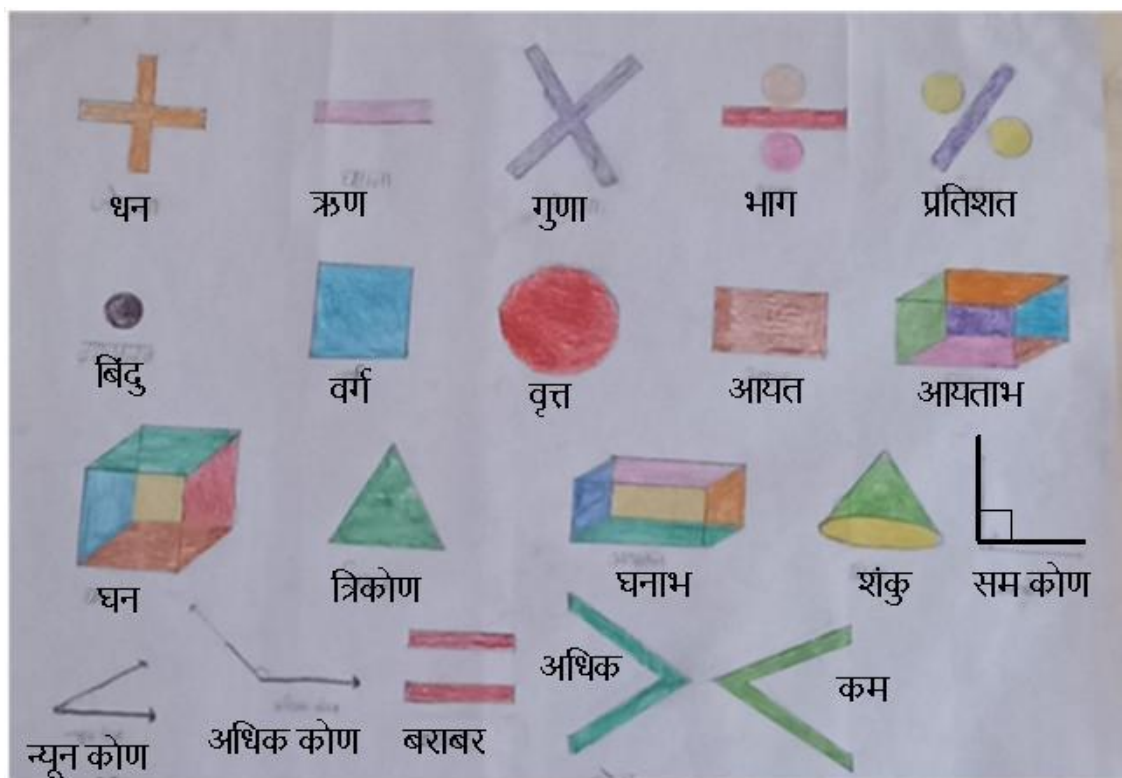 धन ऋण गुणा भाग प्रतिशत
बिंदु वर्ग वृत्त आयत आयताभ
घन त्रिकोण घनाभ शंकु सम कोण
न्यून कोण अधिक कोण बराबर अधिक कम